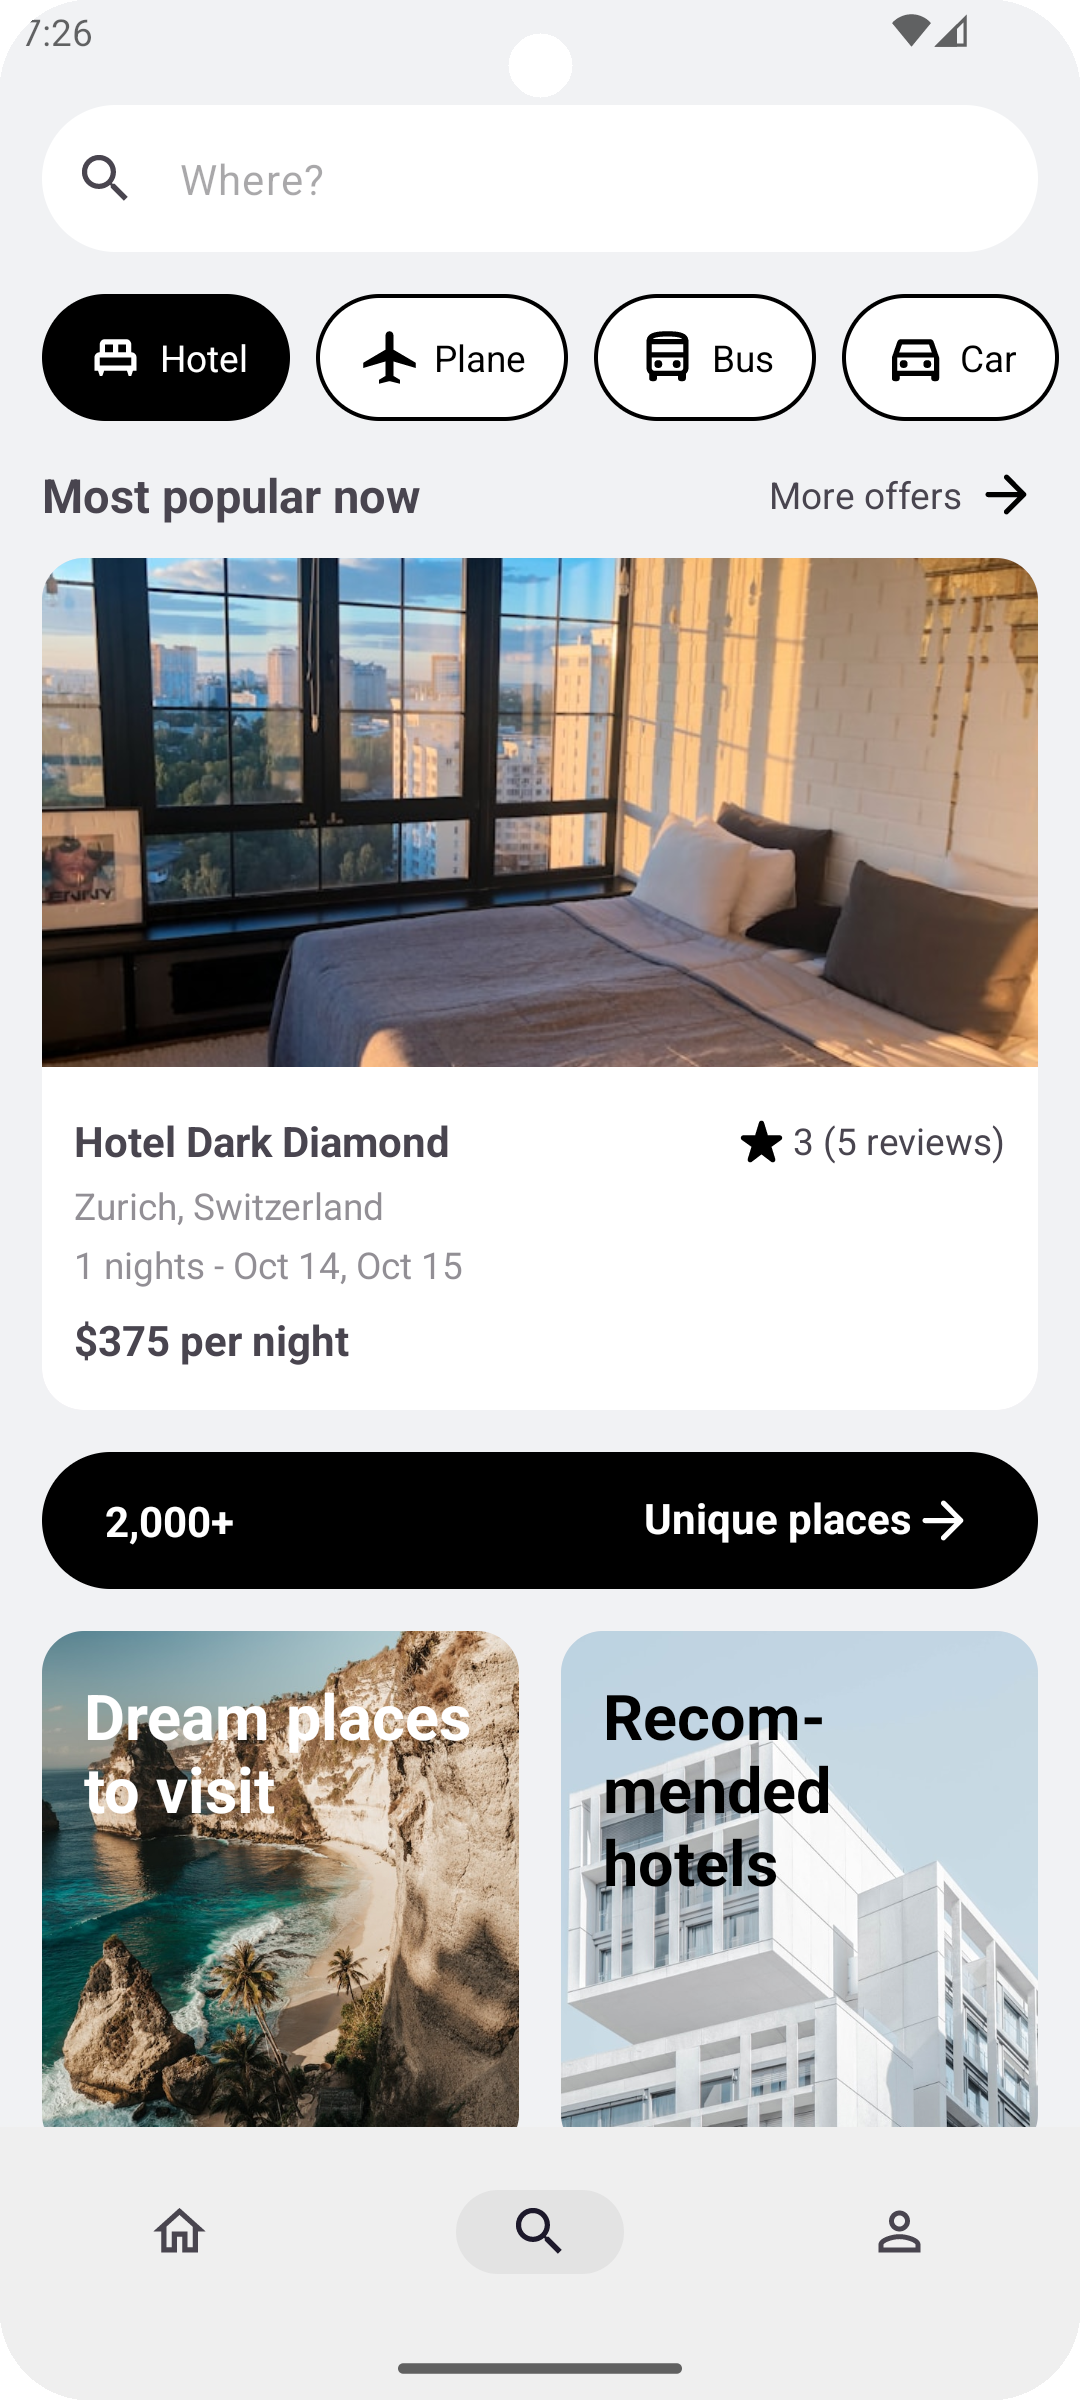 7:26
Where?
Hotel
Plane
Bus
Car
Most popular now
More offers
ENNY
Hotel Dark Diamond
3 (5 reviews)
Zurich, Switzerland
1 nights - Oct 14, Oct 15
$375 per night
2,000+
Unique places
Dream places
to visit
Recom-
mended
hotels